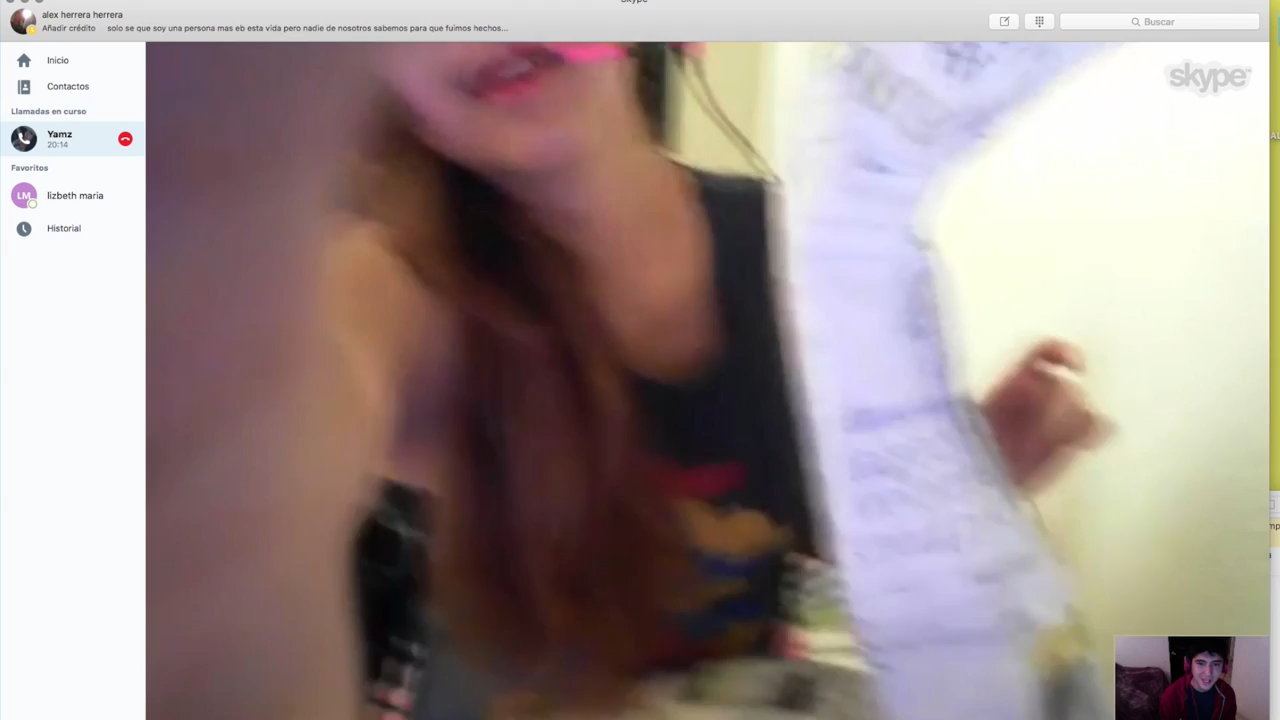 Skype
alex herrera herrera
Añadir crédito solo se que soy una persona mas eb esta vida pero nadie de nosotros sabemos para que fuimos hechos...
Buscar
Inicio
Contactos
Llamadas en curso
Yamz
20:14
Favoritos
LM lizbeth maria
Historial
skype™